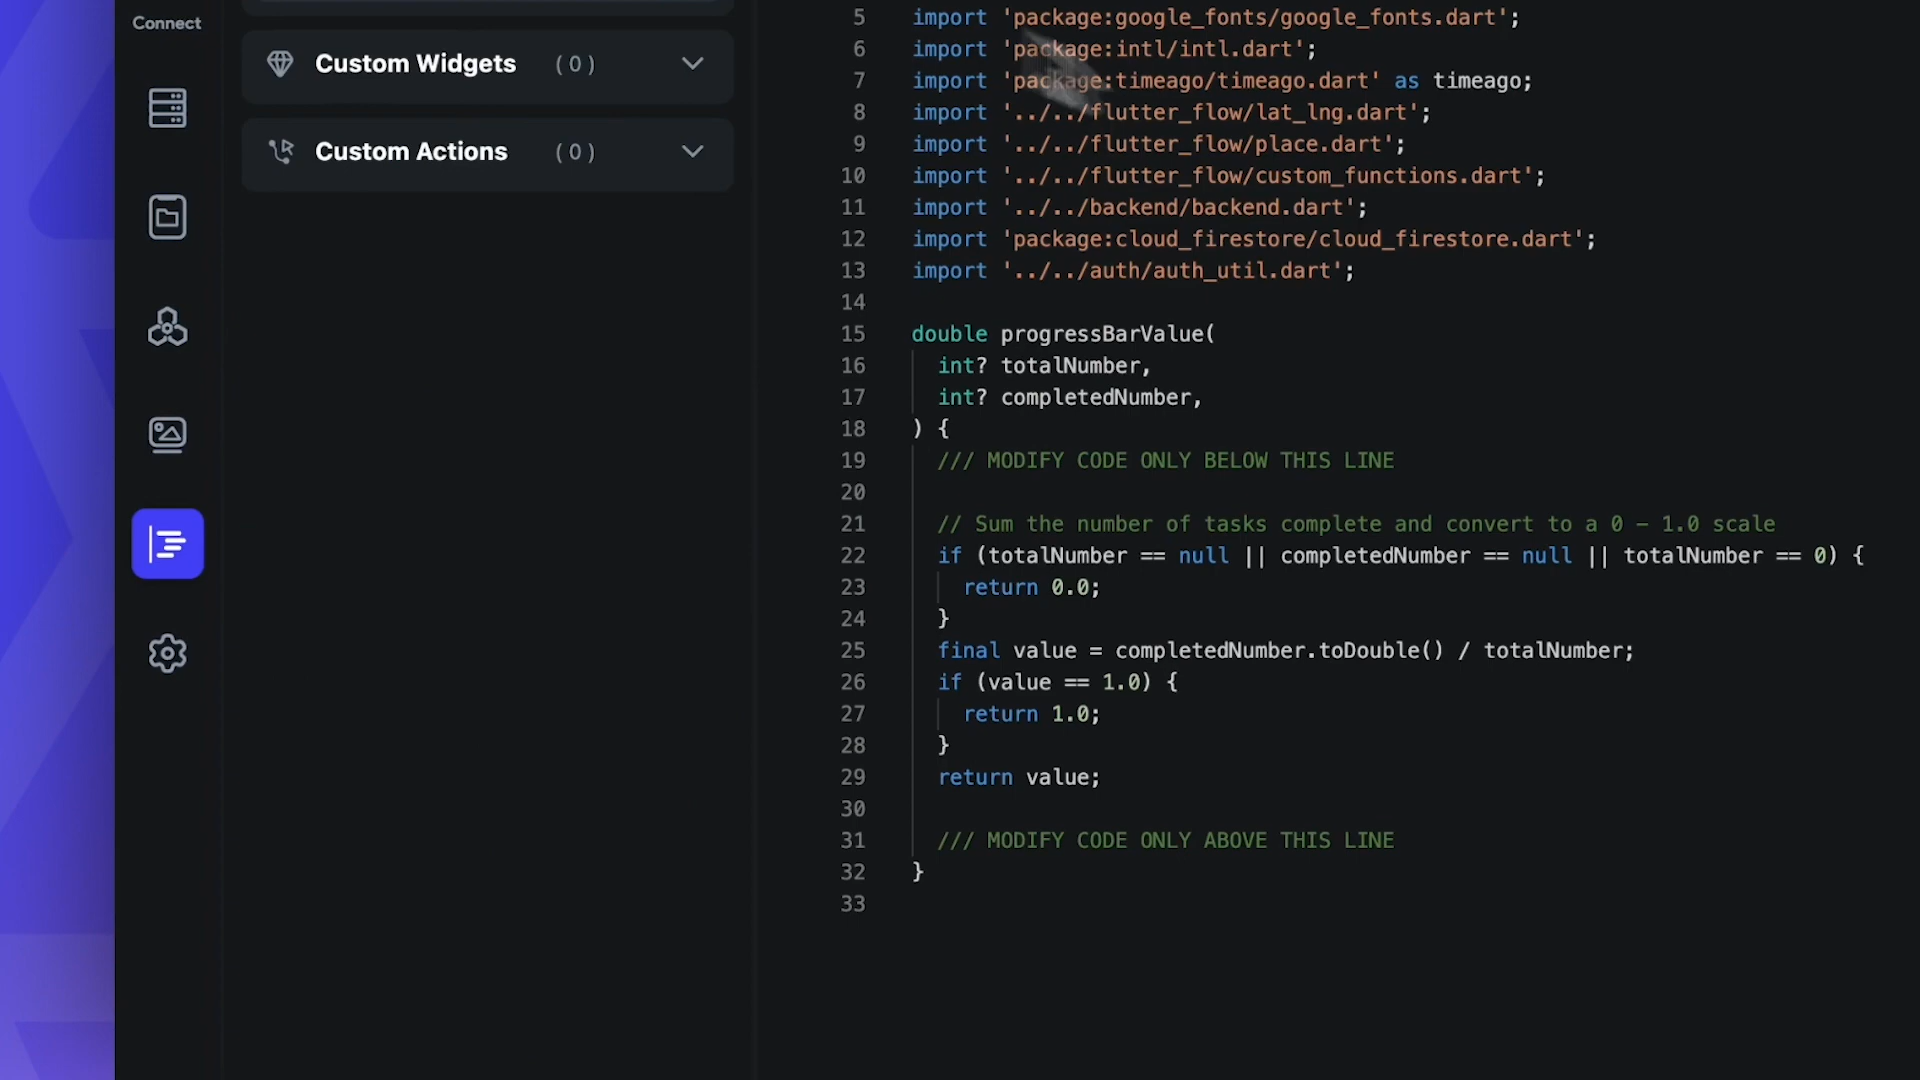 Connect
Custom Widgets (0)
Custom Actions (0)
5 import 'package:google_fonts/google_fonts.dart';
6 import 'package:intl/intl.dart';
7 import 'package:timeago/timeago.dart' as timeago;
8 import '../../flutter_flow/lat_lng.dart';
9 import '../../flutter_flow/place.dart';
10 import '../../flutter_flow/custom_functions.dart';
11 import '../../backend/backend.dart';
12 import 'package:cloud_firestore/cloud_firestore.dart';
13 import '../../auth/auth_util.dart';
14
15 double progressBarValue(
16 int? totalNumber,
17 int? completedNumber,
18 ) {
19 /// MODIFY CODE ONLY BELOW THIS LINE
20
21 // Sum the number of tasks complete and convert to a 0 - 1.0 scale
22 if (totalNumber == null || completedNumber == null || totalNumber == 0) {
23 return 0.0;
24 }
25 final value = completedNumber.toDouble() / totalNumber;
26 if (value == 1.0) {
27 return 1.0;
28 }
29 return value;
30
31 /// MODIFY CODE ONLY ABOVE THIS LINE
32 }
33